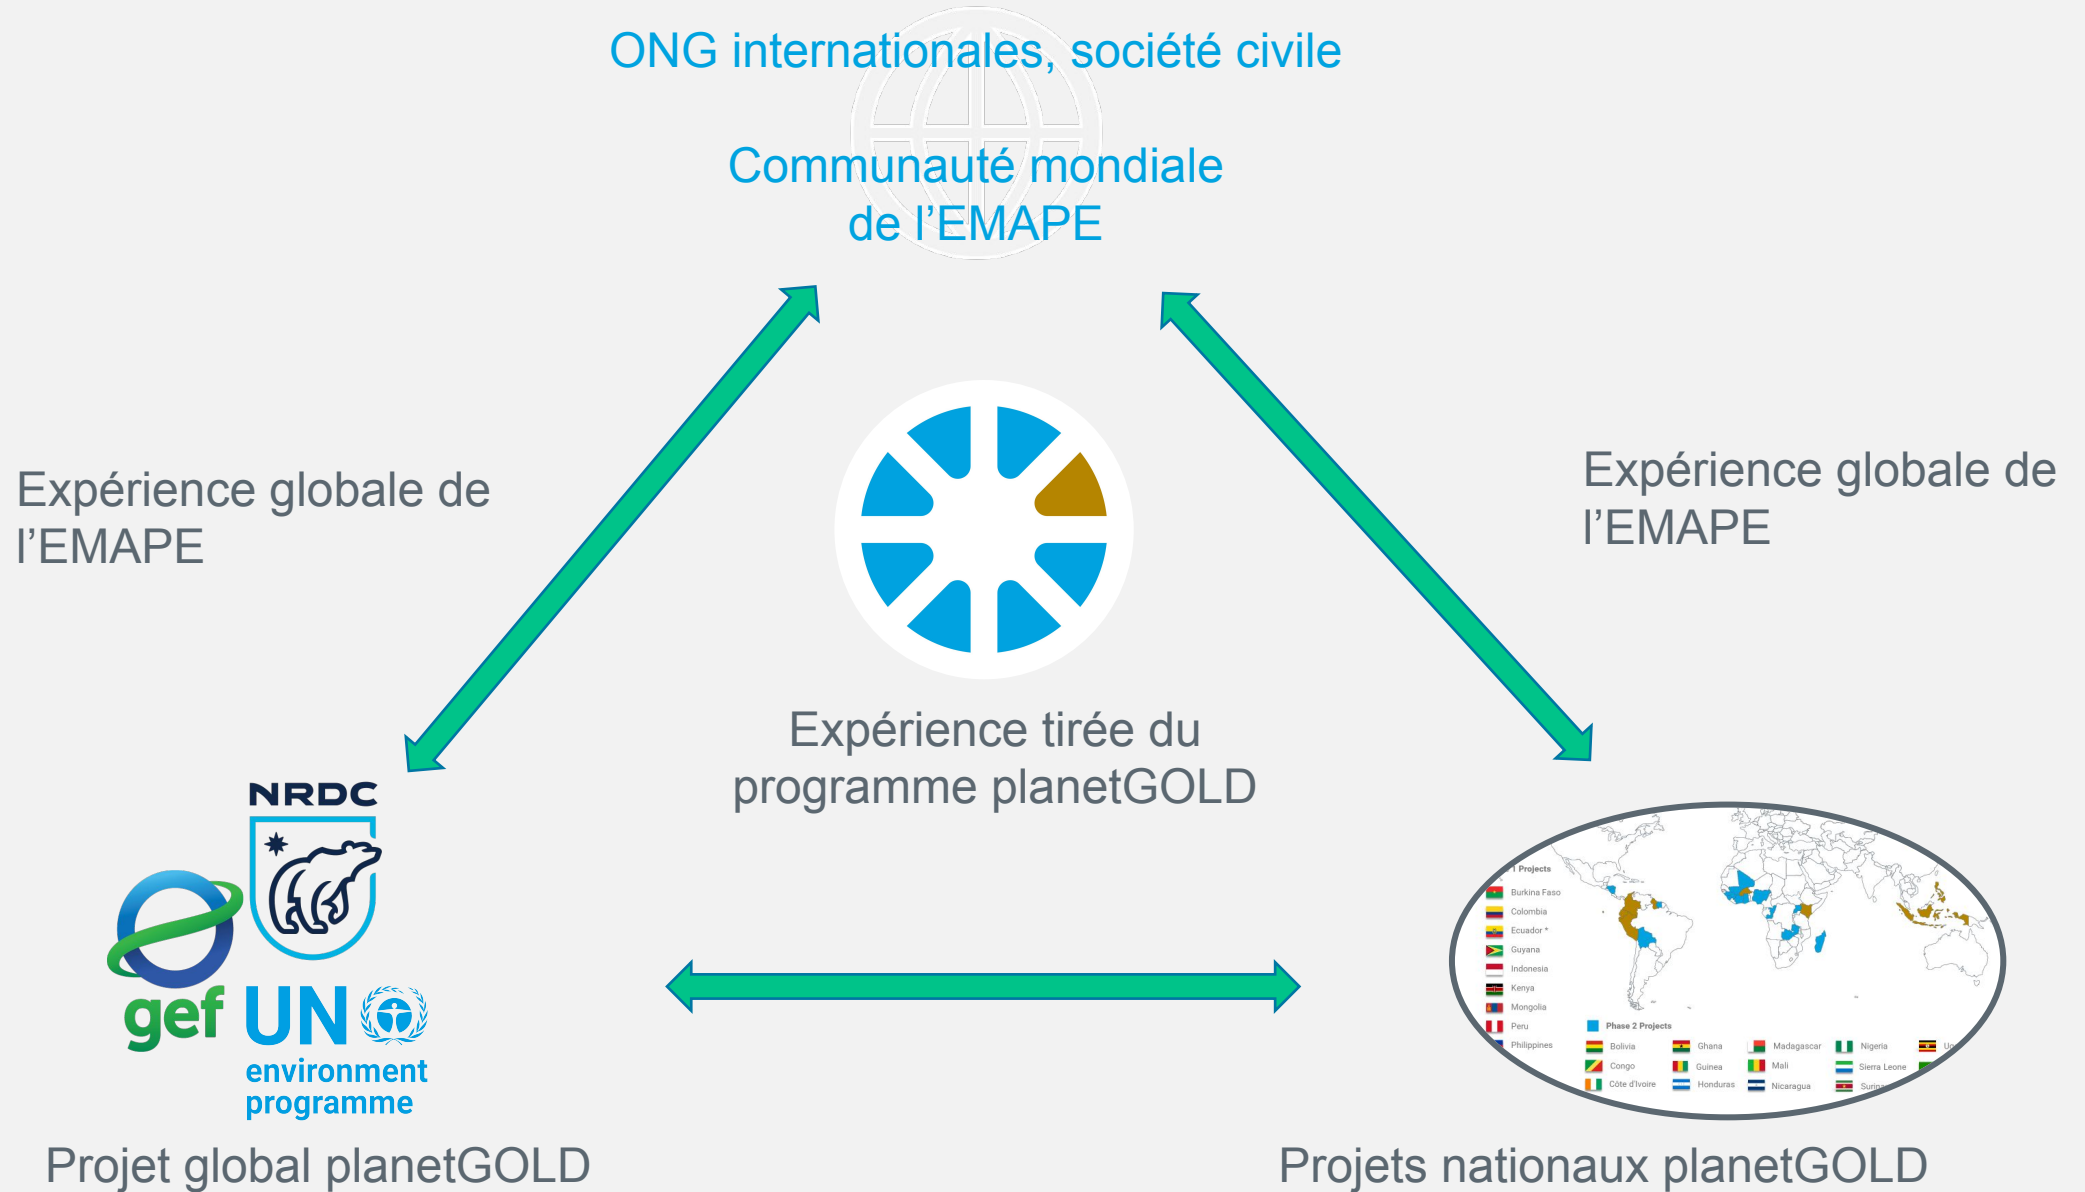 ONG internationales, société civile
Communauté mondiale
de l’EMAPE
Expérience globale de
l’EMAPE
Expérience globale de
l’EMAPE
Expérience tirée du
programme planetGOLD
NRDC
gef
UN
environment
programme
1 Projects
Burkina Faso
Colombia
Ecuador *
Guyana
Indonesia
Kenya
Mongolia
Peru
Philippines
Phase 2 Projects
Bolivia
Ghana
Madagascar
Nigeria
Congo
Guinea
Mali
Sierra Leone
Côte d'Ivoire
Honduras
Nicaragua
Projet global planetGOLD
Projets nationaux planetGOLD